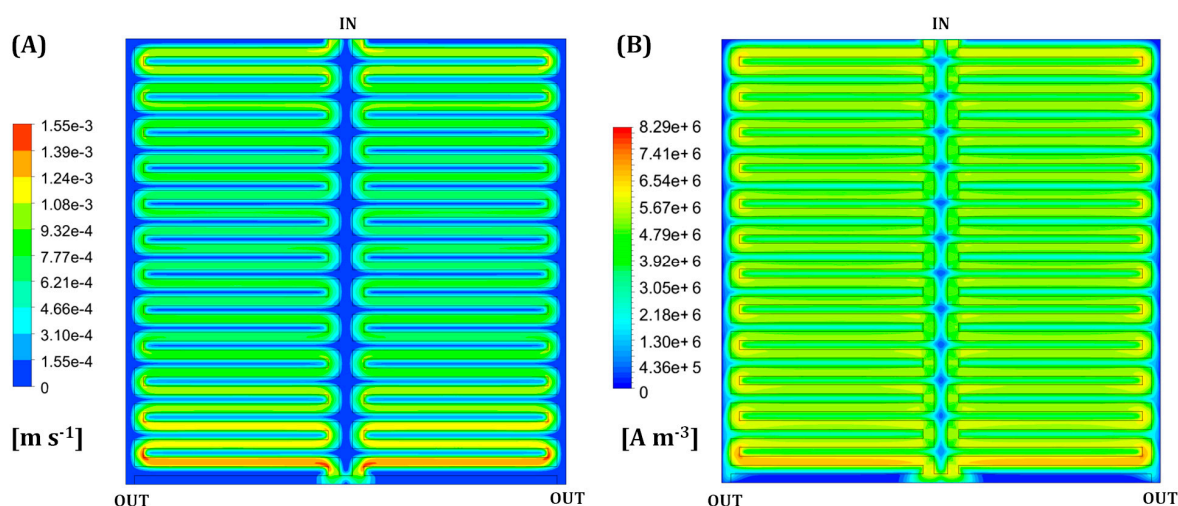 IN
(A)
1.55e-3
1.39e-3
1.24e-3
1.08e-3
9.32e-4
7.77e-4
6.21e-4
4.66e-4
3.10e-4
1.55e-4
0
[m s⁻¹]
OUT
OUT
IN
(B)
8.29e+ 6
7.41e+ 6
6.54e+ 6
5.67e+ 6
4.79e+ 6
3.92e+ 6
3.05e+ 6
2.18e+ 6
1.30e+ 6
4.36e+ 5
0
[A m⁻³]
OUT
OUT